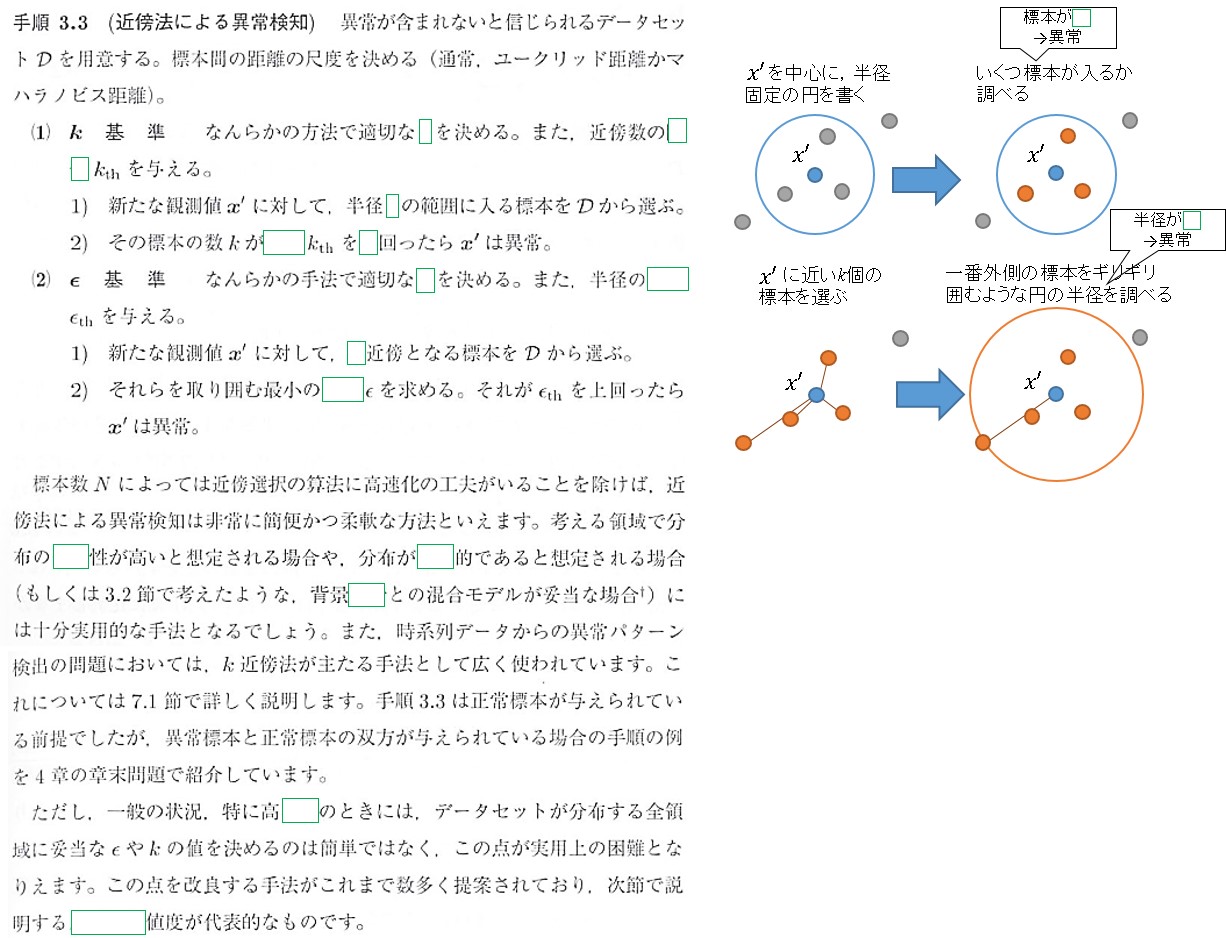 手順 3.3 (近傍法による異常検知) 異常が含まれないと信じられるデータセッ
ト D を用意する。標本間の距離の尺度を決める（通常，ユークリッド距離かマ
ハラノビス距離）。
(1) k 基 準 なんらかの方法で適切な を決める。また，近傍数の
kth を与える。
1) 新たな観測値 x′ に対して，半径 の範囲に入る標本を D から選ぶ。
2) その標本の数 k が kth を 回ったら x′ は異常。
(2) ϵ 基 準 なんらかの手法で適切な を決める。また，半径の
ϵth を与える。
1) 新たな観測値 x′ に対して， 近傍となる標本を D から選ぶ。
2) それらを取り囲む最小の ϵ を求める。それが ϵth を上回ったら
x′ は異常。
標本数 N によっては近傍選択の算法に高速化の工夫がいることを除けば，近
傍法による異常検知は非常に簡便かつ柔軟な方法といえます。考える領域で分
布の 性が高いと想定される場合や，分布が 的であると想定される場合
（もしくは 3.2 節で考えたような，背景 との混合モデルが妥当な場合†）に
は十分実用的な手法となるでしょう。また，時系列データからの異常パターン
検出の問題においては，k 近傍法が主たる手法として広く使われています。こ
れについては 7.1 節で詳しく説明します。手順 3.3 は正常標本が与えられてい
る前提でしたが，異常標本と正常標本の双方が与えられている場合の手順の例
を 4 章の章末問題で紹介しています。
ただし，一般の状況，特に高 のときには，データセットが分布する全領
域に妥当な ϵ や k の値を決めるのは簡単ではなく，この点が実用上の困難とな
りえます。この点を改良する手法がこれまで数多く提案されており，次節で説
明する 値度が代表的なものです。
標本が
→異常
x′を中心に，半径
固定の円を書く
いくつ標本が入るか
調べる
x′
x′
半径が
→異常
x′に近いk個の
標本を選ぶ
一番外側の標本をギリギリ
囲むような円の半径を調べる
x′
x′